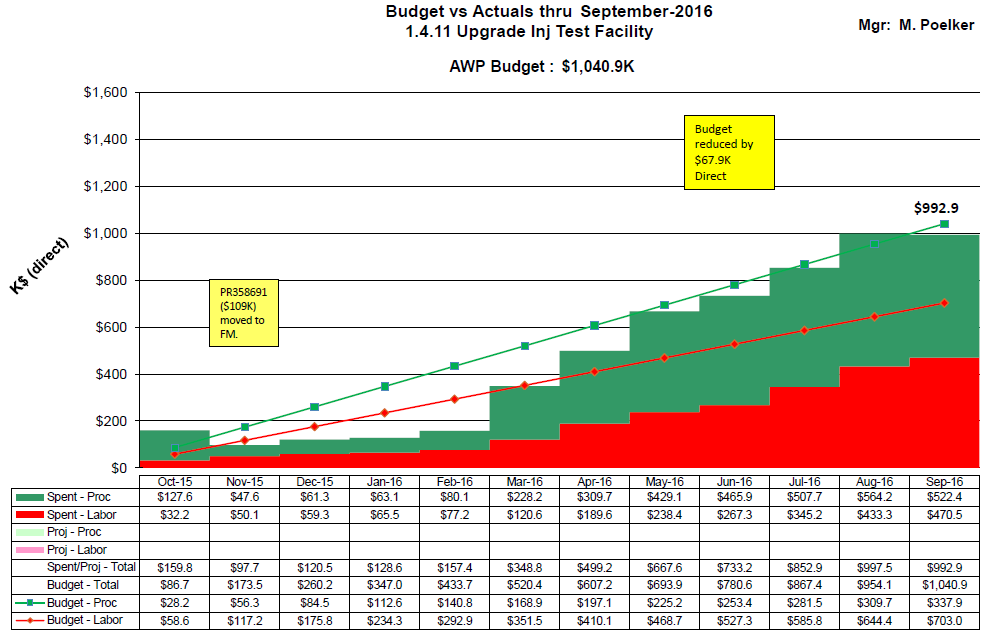 Budget vs Actuals thru September-2016
1.4.11 Upgrade Inj Test Facility
Mgr: M. Poelker
AWP Budget : $1,040.9K
$1,600
$1,400
$1,200
$1,000
$800
$600
$400
$200
$0
K$ (direct)
Budget
reduced by
$67.9K
Direct
$992.9
PR358691
($109K)
moved to
FM.
Oct-15 Nov-15 Dec-15 Jan-16 Feb-16 Mar-16 Apr-16 May-16 Jun-16 Jul-16 Aug-16 Sep-16
Spent - Proc $127.6 $47.6 $61.3 $63.1 $80.1 $228.2 $309.7 $429.1 $465.9 $507.7 $564.2 $522.4
Spent - Labor $32.2 $50.1 $59.3 $65.5 $77.2 $120.6 $189.6 $238.4 $267.3 $345.2 $433.3 $470.5
Proj - Proc
Proj - Labor
Spent/Proj - Total $159.8 $97.7 $120.5 $128.6 $157.4 $348.8 $499.2 $667.6 $733.2 $852.9 $997.5 $992.9
Budget - Total $86.7 $173.5 $260.2 $347.0 $433.7 $520.4 $607.2 $693.9 $780.6 $867.4 $954.1 $1,040.9
Budget - Proc $28.2 $56.3 $84.5 $112.6 $140.8 $168.9 $197.1 $225.2 $253.4 $281.5 $309.7 $337.9
Budget - Labor $58.6 $117.2 $175.8 $234.3 $292.9 $351.5 $410.1 $468.7 $527.3 $585.8 $644.4 $703.0